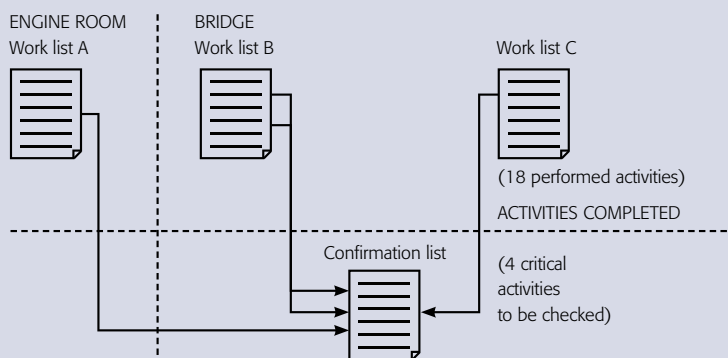 ENGINE ROOM
Work list A
BRIDGE
Work list B
Work list C
(18 performed activities)
ACTIVITIES COMPLETED
Confirmation list
(4 critical
activities
to be checked)